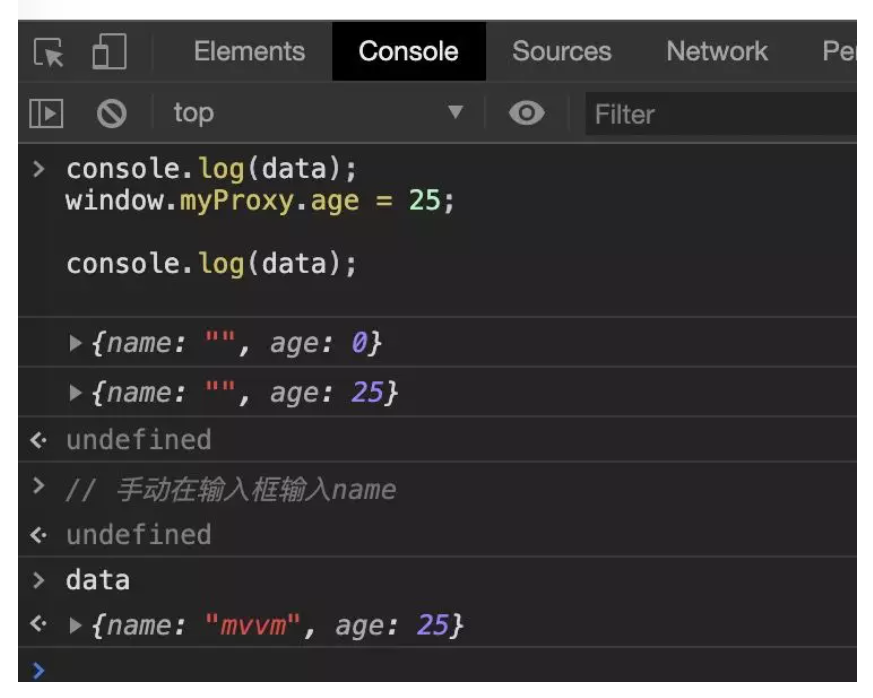 Elements Console Sources Network Pe
top Filter
> console.log(data);
window.myProxy.age = 25;
console.log(data);
{name: "", age: 0}
{name: "", age: 25}
undefined
> // 手动在输入框输入name
undefined
> data
{name: "mvvm", age: 25}
>